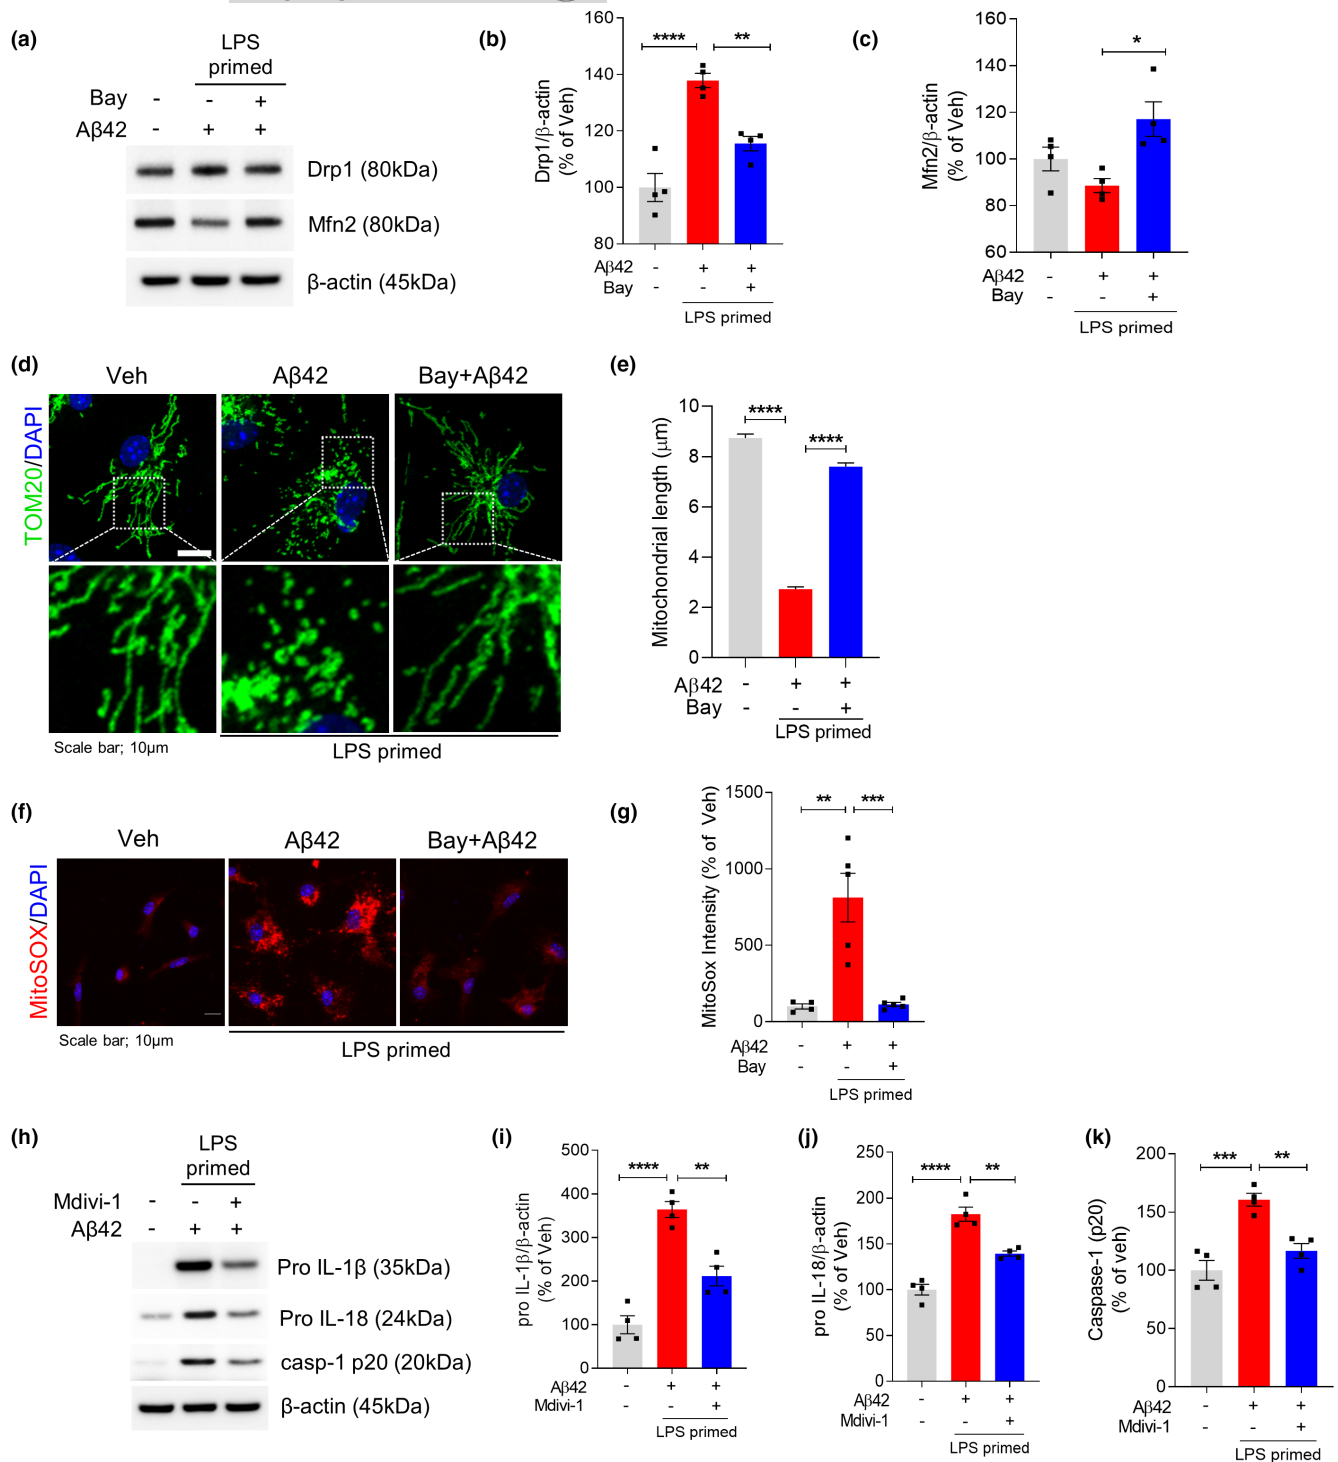 (a)
LPS
primed
Bay - - +
Aβ42 - + +
Drp1 (80kDa)
Mfn2 (80kDa)
β-actin (45kDa)
(b)
Drp1/β-actin
(% of Veh)
160
140
120
100
80
**** **
Aβ42 - + +
Bay - - +
LPS primed
(c)
Mfn2/β-actin
(% of Veh)
160
140
120
100
80
60
*
Aβ42 - + +
Bay - - +
LPS primed
(d)
Veh Aβ42 Bay+Aβ42
TOM20/DAPI
Scale bar; 10μm
LPS primed
(e)
Mitochondrial length (μm)
10
8
6
4
2
0
**** ****
Aβ42 - + +
Bay - - +
LPS primed
(f)
Veh Aβ42 Bay+Aβ42
MitoSOX/DAPI
Scale bar; 10μm
LPS primed
(g)
MitoSox Intensity (% of Veh)
1500
1000
500
0
** ***
Aβ42 - + +
Bay - - +
LPS primed
(h)
LPS
primed
Mdivi-1 - - +
Aβ42 - + +
Pro IL-1β (35kDa)
Pro IL-18 (24kDa)
casp-1 p20 (20kDa)
β-actin (45kDa)
(i)
pro IL-1β/β-actin
(% of Veh)
500
400
300
200
100
0
**** **
Aβ42 - + +
Mdivi-1 - - +
LPS primed
(j)
pro IL-18/β-actin
(% of Veh)
250
200
150
100
50
0
**** **
Aβ42 - + +
Mdivi-1 - - +
LPS primed
(k)
Caspase-1 (p20)
(% of veh)
200
150
100
50
0
*** **
Aβ42 - + +
Mdivi-1 - - +
LPS primed